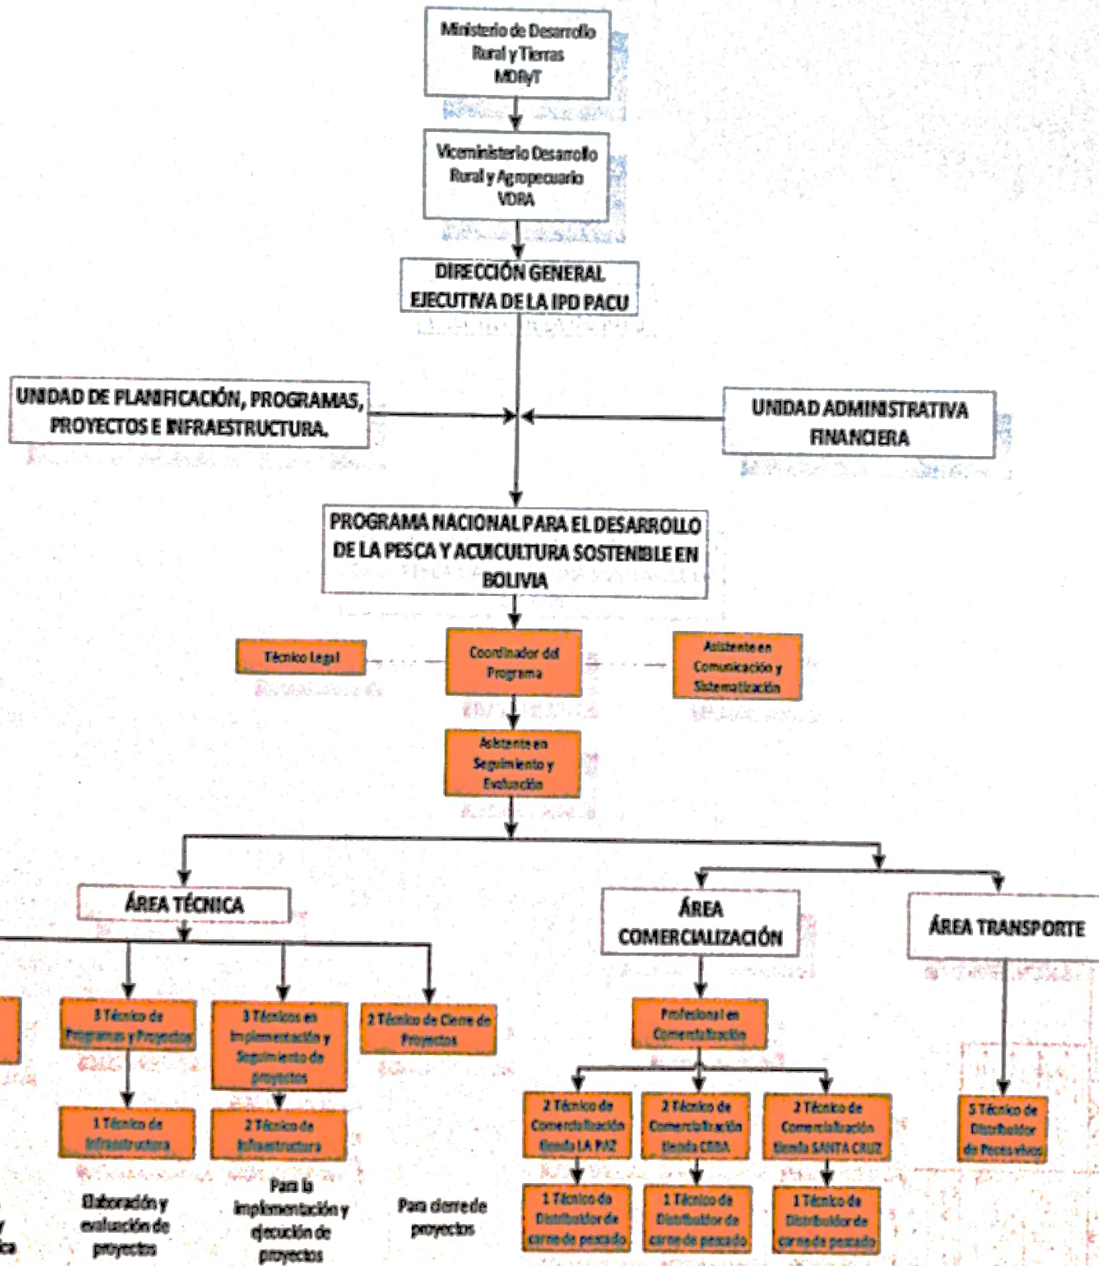 Ministerio de Desarrollo
Rural y Tierras
MDRyT
Viceministerio Desarrollo
Rural y Agropecuario
VDRA
DIRECCIÓN GENERAL
EJECUTIVA DE LA IPD PACU
UNIDAD DE PLANIFICACIÓN, PROGRAMAS,
PROYECTOS E INFRAESTRUCTURA.
UNIDAD ADMINISTRATIVA
FINANCIERA
PROGRAMA NACIONAL PARA EL DESARROLLO
DE LA PESCA Y ACUICULTURA SOSTENIBLE EN
BOLIVIA
Técnico Legal
Coordinador del
Programa
Asistente en
Comunicación y
Sistematización
Asistente en
Seguimiento y
Evaluación
ÁREA TÉCNICA
ÁREA
COMERCIALIZACIÓN
ÁREA TRANSPORTE
3 Técnico de
Programas y Proyectos
3 Técnicos en
Implementación y
Seguimiento de
proyectos
2 Técnico de Cierre de
Proyectos
Profesional en
Comercialización
1 Técnico de
Infraestructura
2 Técnico de
Infraestructura
2 Técnico de
Comercialización
tienda LA PAZ
2 Técnico de
Comercialización
tienda CBBA
2 Técnico de
Comercialización
tienda SANTA CRUZ
5 Técnico de
Distribuidor
de Peces vivos
Elaboración y
evaluación de
proyectos
Para la
implementación y
ejecución de
proyectos
Para cierre de
proyectos
1 Técnico de
Distribuidor de
carne de pescado
1 Técnico de
Distribuidor de
carne de pescado
1 Técnico de
Distribuidor de
carne de pescado